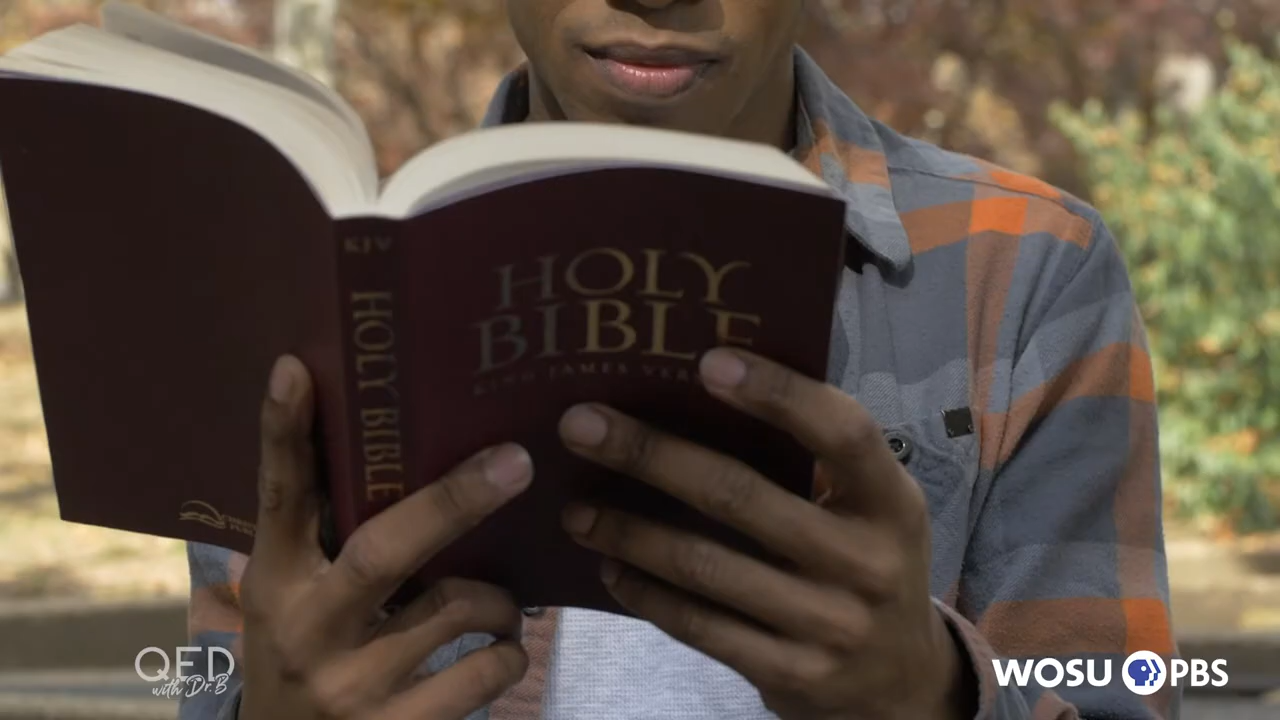 KJV
HOLY BIBLE
HOLY
BIBLE
KING JAMES
QED
with Dr. B
WOSU PBS